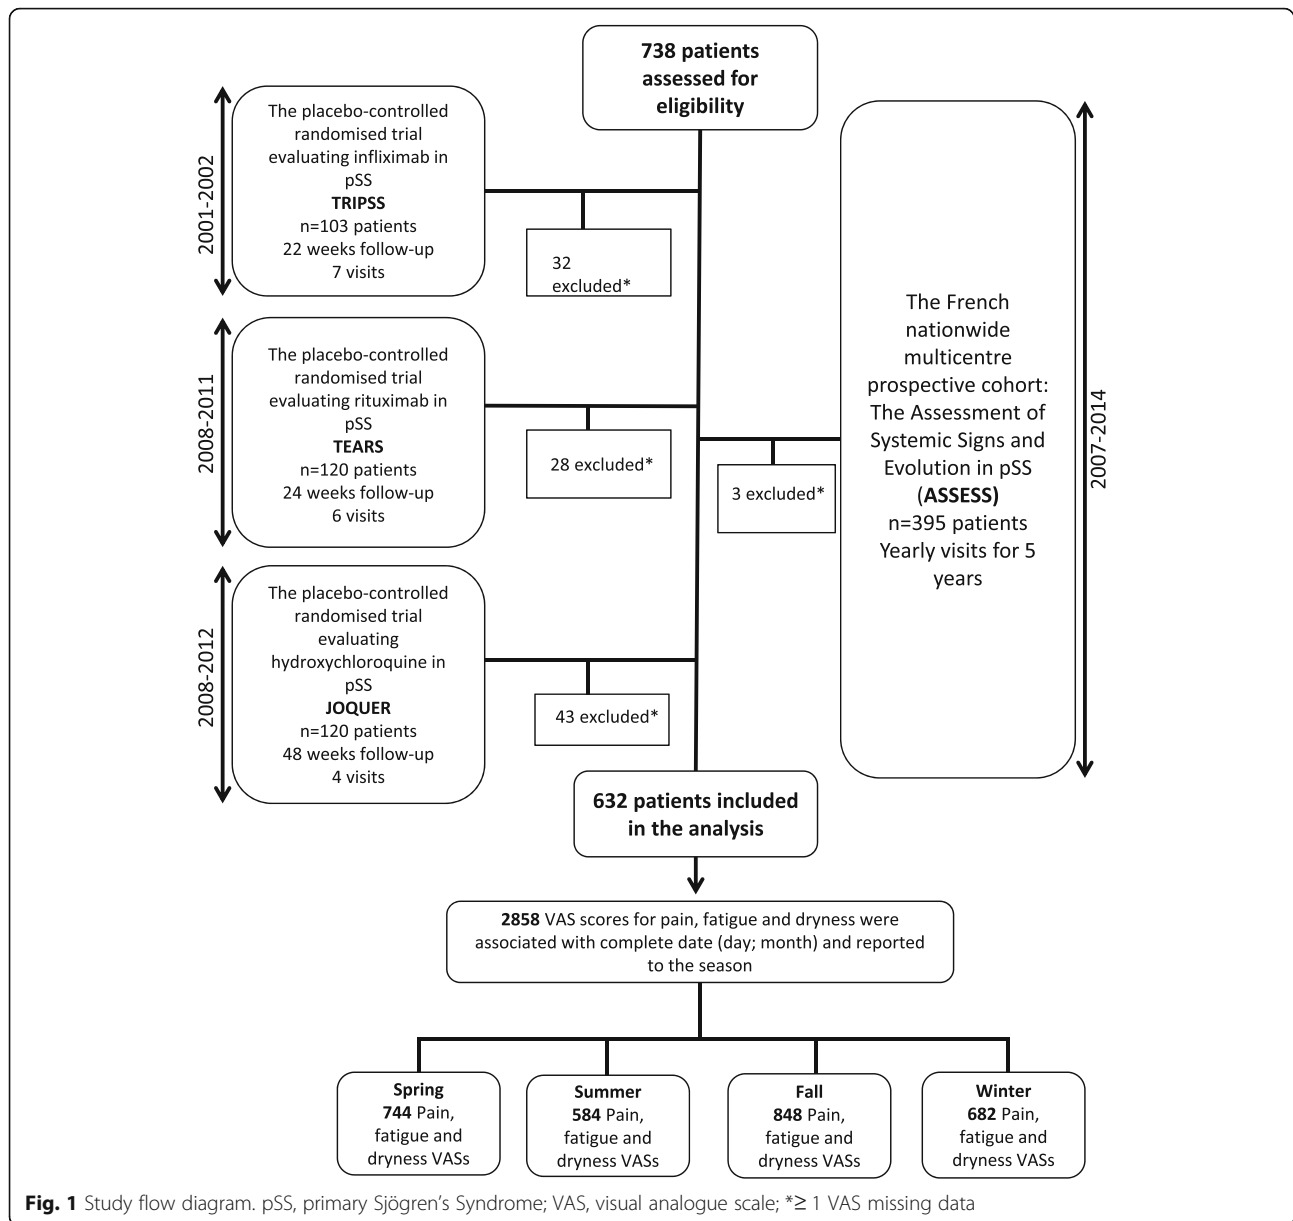 738 patients
assessed for
eligibility
2001-2002
The placebo-controlled
randomised trial
evaluating infliximab in
pSS
TRIPSS
n=103 patients
22 weeks follow-up
7 visits
32
excluded*
2008-2011
The placebo-controlled
randomised trial
evaluating rituximab in
pSS
TEARS
n=120 patients
24 weeks follow-up
6 visits
28 excluded*
2008-2012
The placebo-controlled
randomised trial
evaluating
hydroxychloroquine in
pSS
JOQUER
n=120 patients
48 weeks follow-up
4 visits
43 excluded*
The French
nationwide
multicentre
prospective cohort:
The Assessment of
Systemic Signs and
Evolution in pSS
(ASSESS)
n=395 patients
Yearly visits for 5
years
2007-2014
3 excluded*
632 patients included
in the analysis
2858 VAS scores for pain, fatigue and dryness were
associated with complete date (day; month) and reported
to the season
Spring
744 Pain,
fatigue and
dryness VASs
Summer
584 Pain,
fatigue and
dryness VASs
Fall
848 Pain,
fatigue and
dryness VASs
Winter
682 Pain,
fatigue and
dryness VASs
Fig. 1 Study flow diagram. pSS, primary Sjögren's Syndrome; VAS, visual analogue scale; *≥ 1 VAS missing data